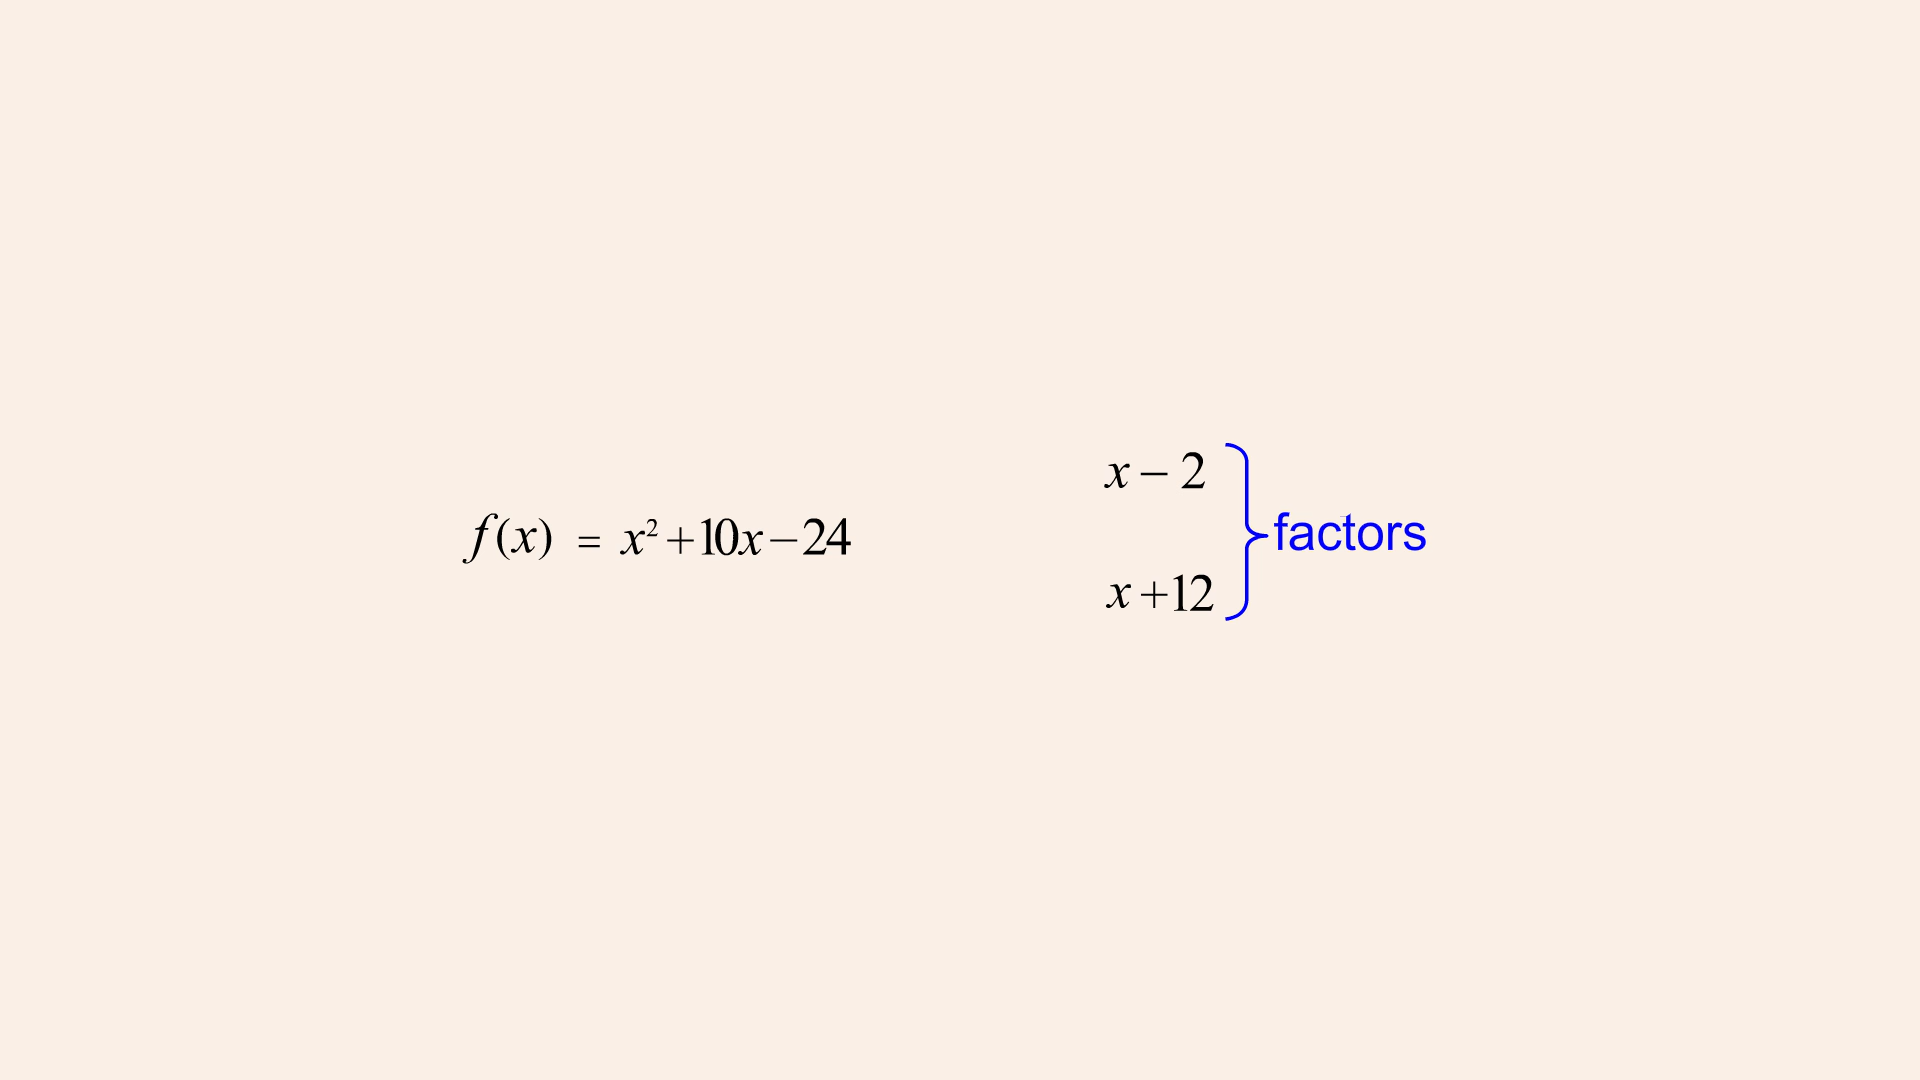 x − 2
f(x) = x² + 10x − 24
factors
x + 12